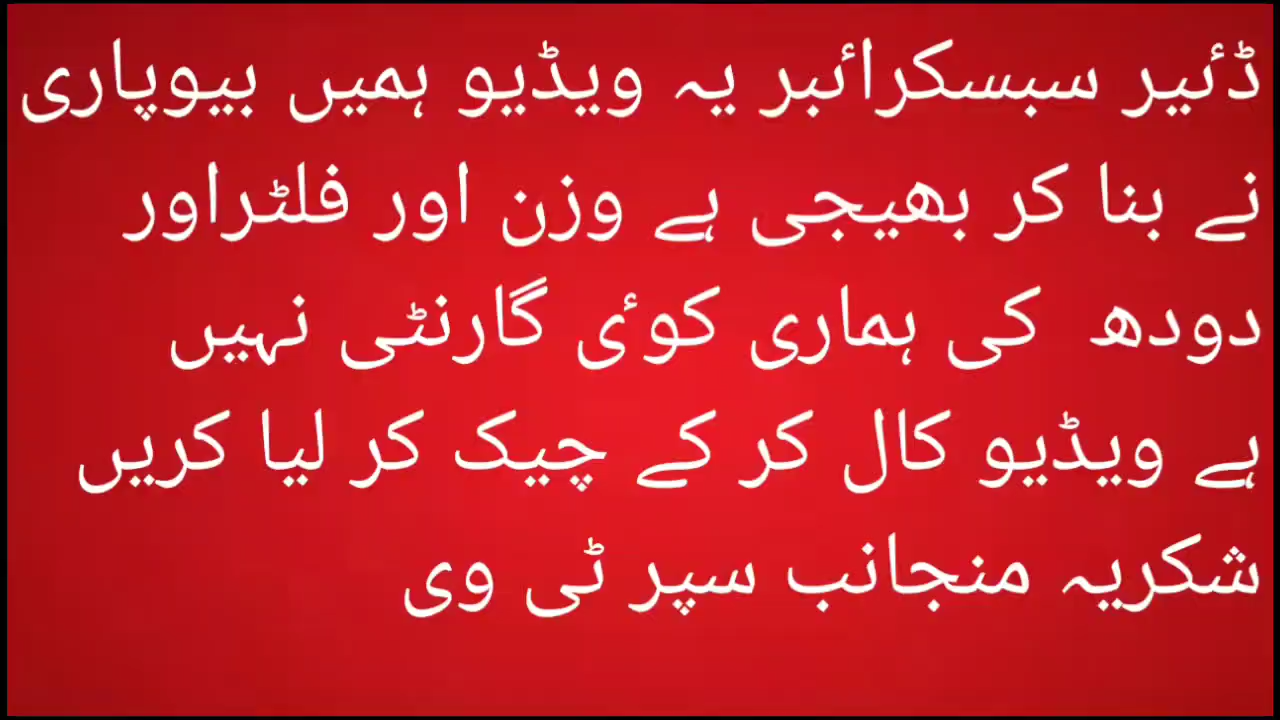 ڈئیر سبسکرائبر یہ ویڈیو ہمیں بیوپاری
نے بنا کر بھیجی ہے وزن اور فلٹراور
دودھ کی ہماری کوئی گارنٹی نہیں
ہے ویڈیو کال کر کے چیک کر لیا کریں
شکریہ منجانب سپر ٹی وی